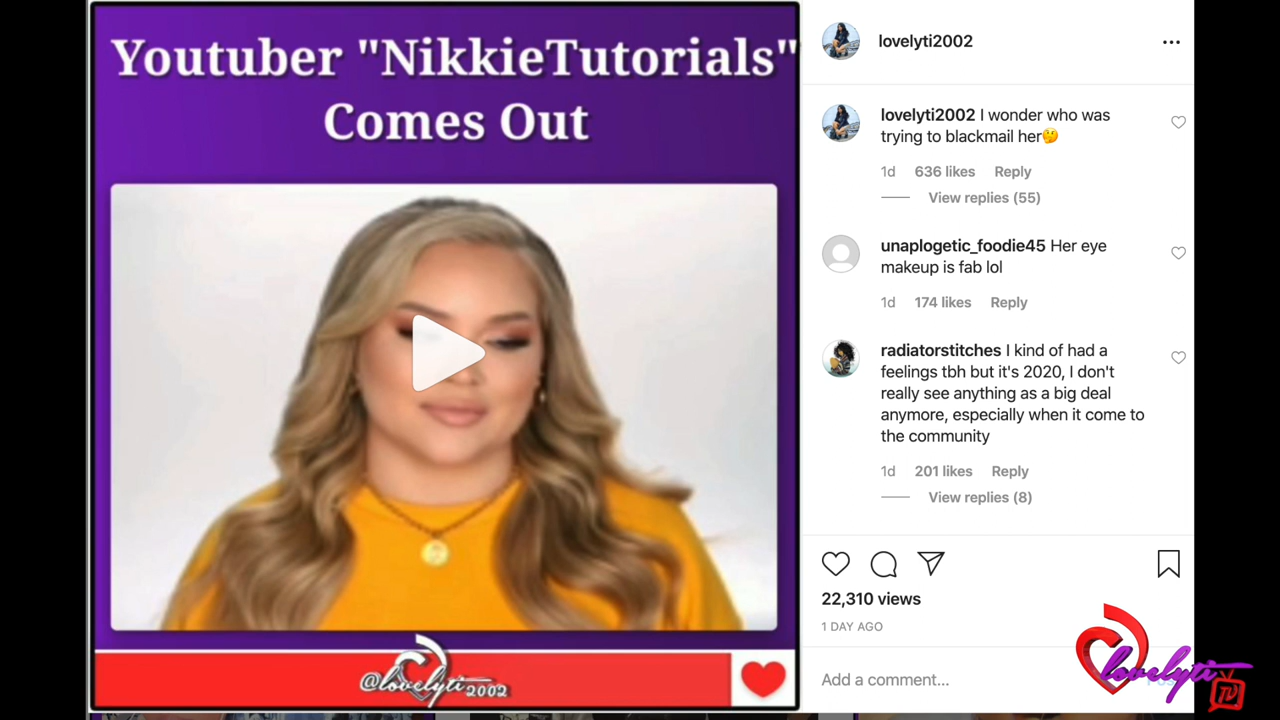 Youtuber "NikkieTutorials"
Comes Out
@lovelyti2002
lovelyti2002
lovelyti2002 I wonder who was
trying to blackmail her🤔
1d 636 likes Reply
View replies (55)
unaplogetic_foodie45 Her eye
makeup is fab lol
1d 174 likes Reply
radiatorstitches I kind of had a
feelings tbh but it's 2020, I don't
really see anything as a big deal
anymore, especially when it come to
the community
1d 201 likes Reply
View replies (8)
22,310 views
1 DAY AGO
Add a comment...
lovelyti
TV